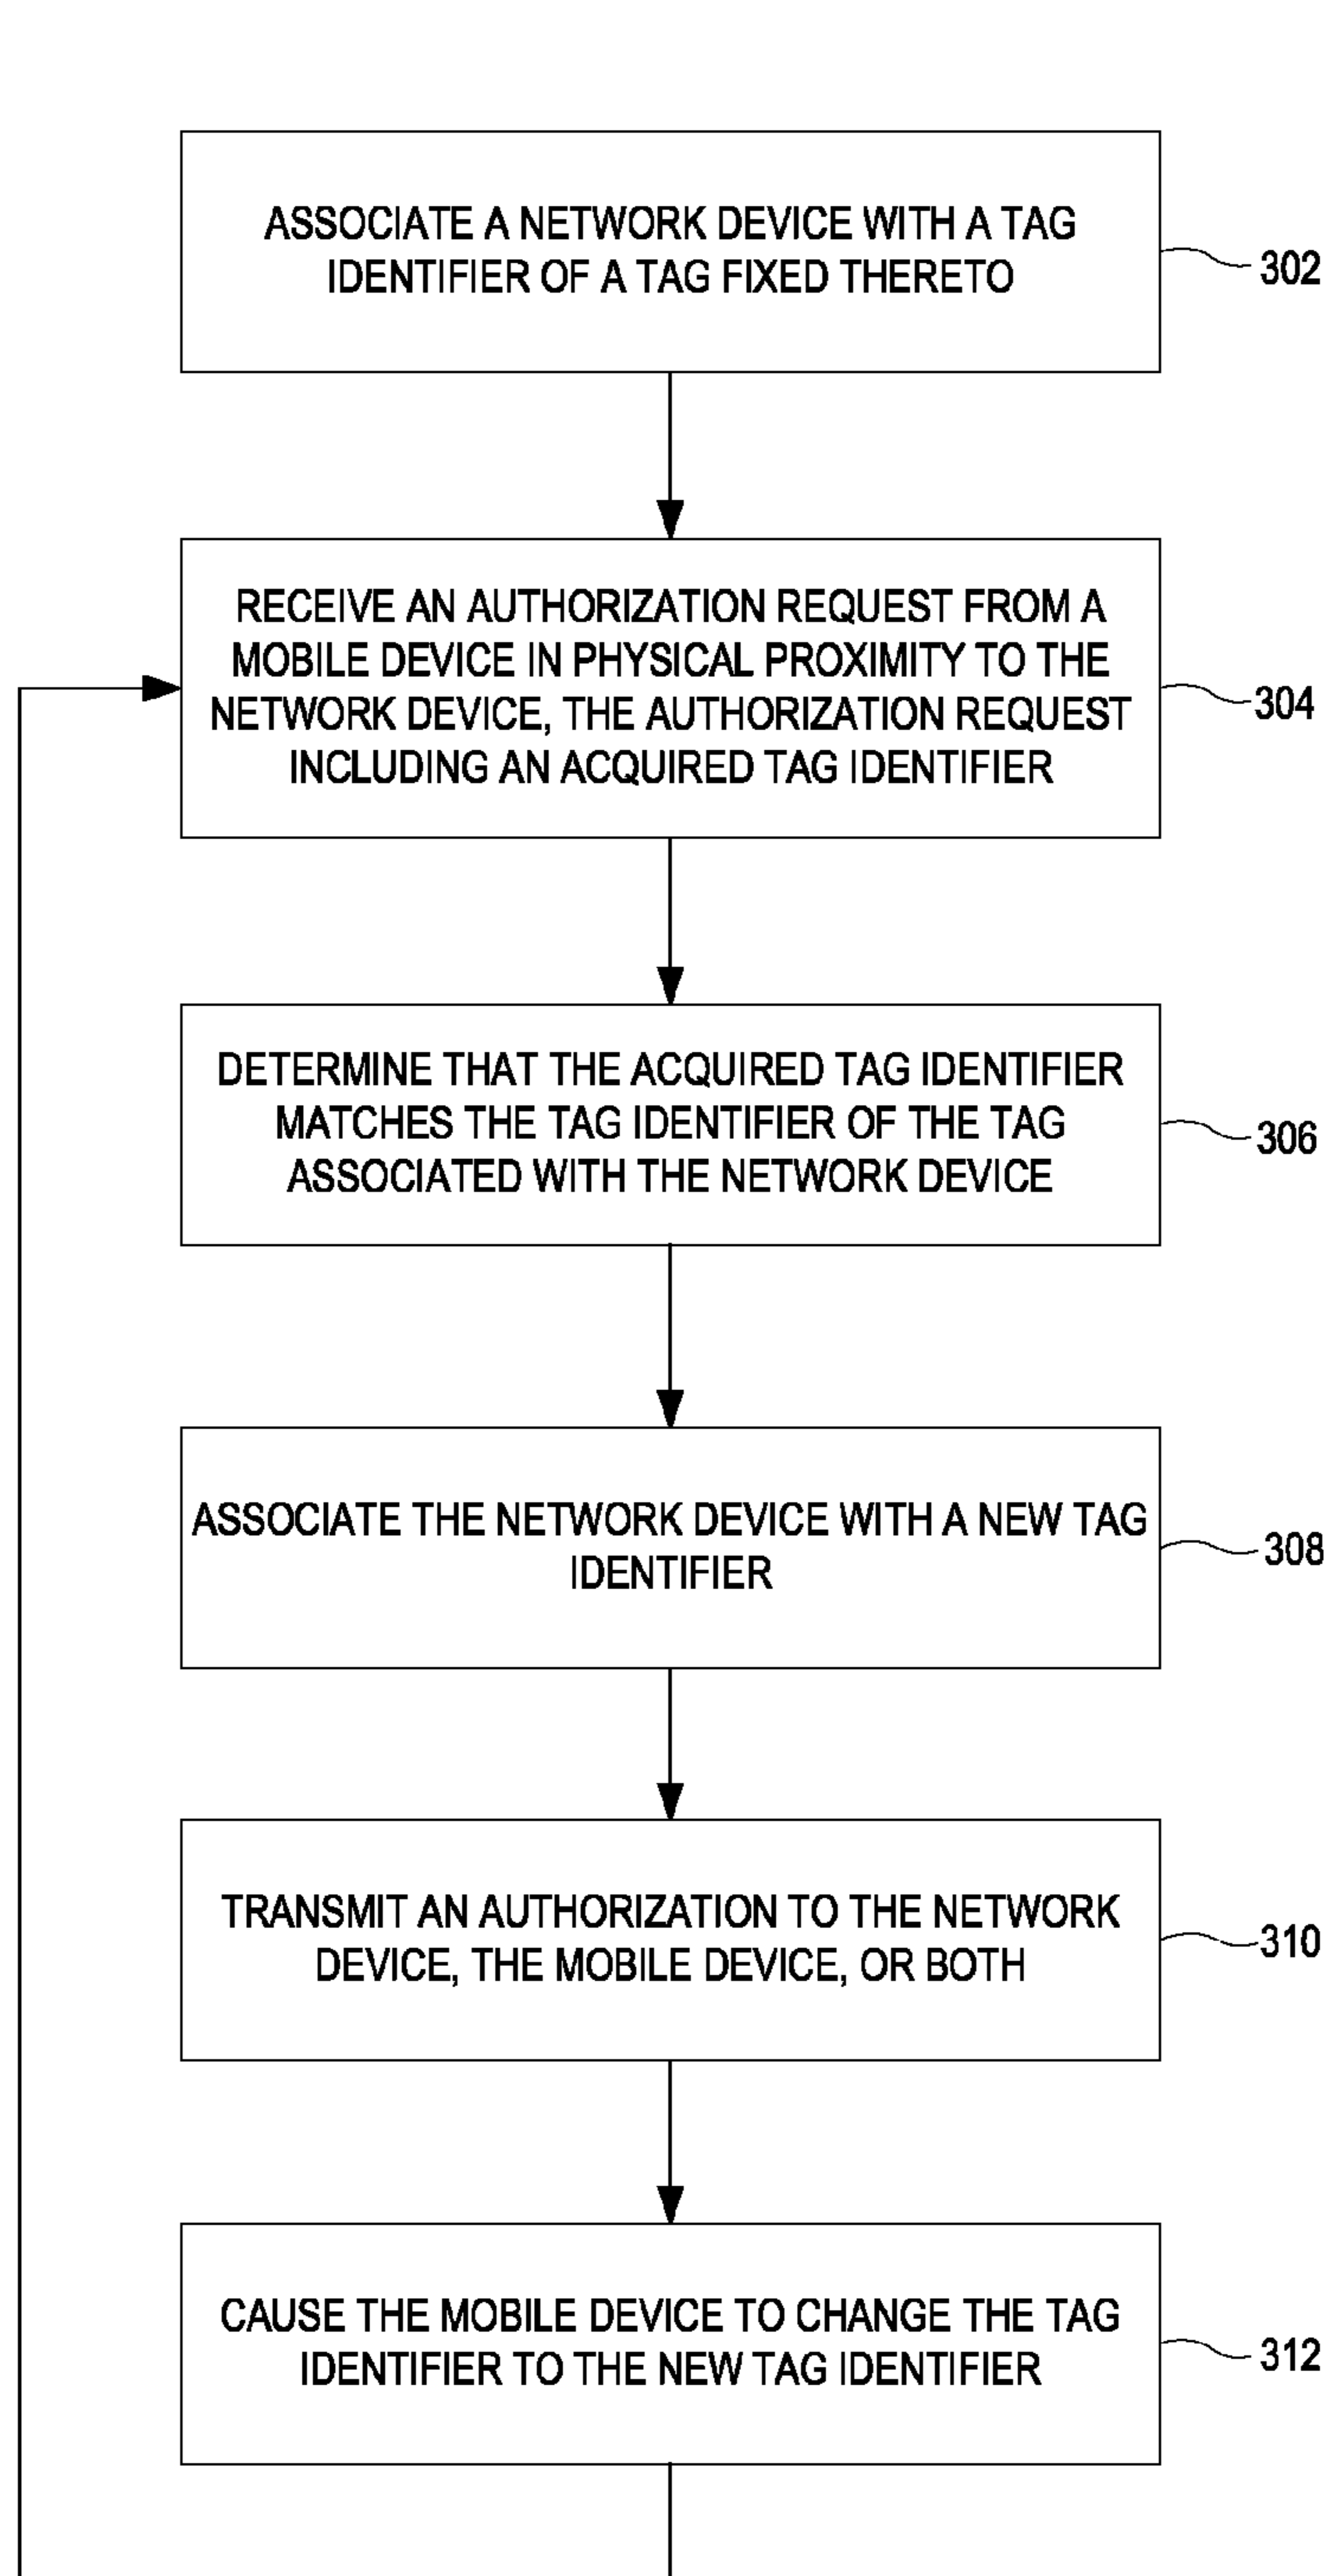 ASSOCIATE A NETWORK DEVICE WITH A TAG
IDENTIFIER OF A TAG FIXED THERETO
302
RECEIVE AN AUTHORIZATION REQUEST FROM A
MOBILE DEVICE IN PHYSICAL PROXIMITY TO THE
NETWORK DEVICE, THE AUTHORIZATION REQUEST
INCLUDING AN ACQUIRED TAG IDENTIFIER
304
DETERMINE THAT THE ACQUIRED TAG IDENTIFIER
MATCHES THE TAG IDENTIFIER OF THE TAG
ASSOCIATED WITH THE NETWORK DEVICE
306
ASSOCIATE THE NETWORK DEVICE WITH A NEW TAG
IDENTIFIER
308
TRANSMIT AN AUTHORIZATION TO THE NETWORK
DEVICE, THE MOBILE DEVICE, OR BOTH
310
CAUSE THE MOBILE DEVICE TO CHANGE THE TAG
IDENTIFIER TO THE NEW TAG IDENTIFIER
312